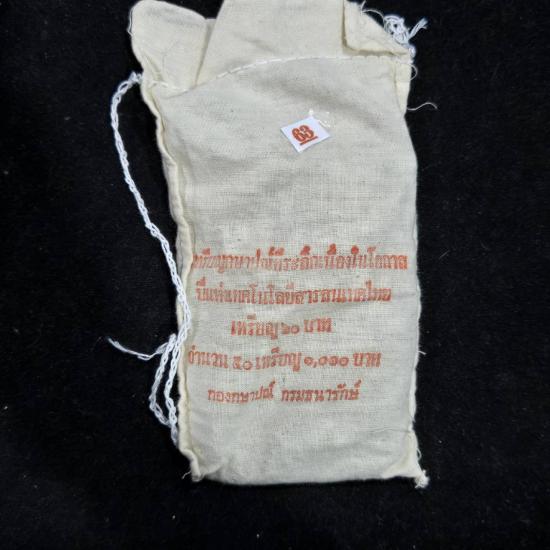 63
เหรียญกษาปณ์ที่ระลึกเนื่องในโอกาส
ปีแห่งเทคโนโลยีสารสนเทศไทย
เหรียญ ๒๐ บาท
จำนวน ๕๐ เหรียญ ๑,๐๐๐ บาท
กองกษาปณ์ กรมธนารักษ์